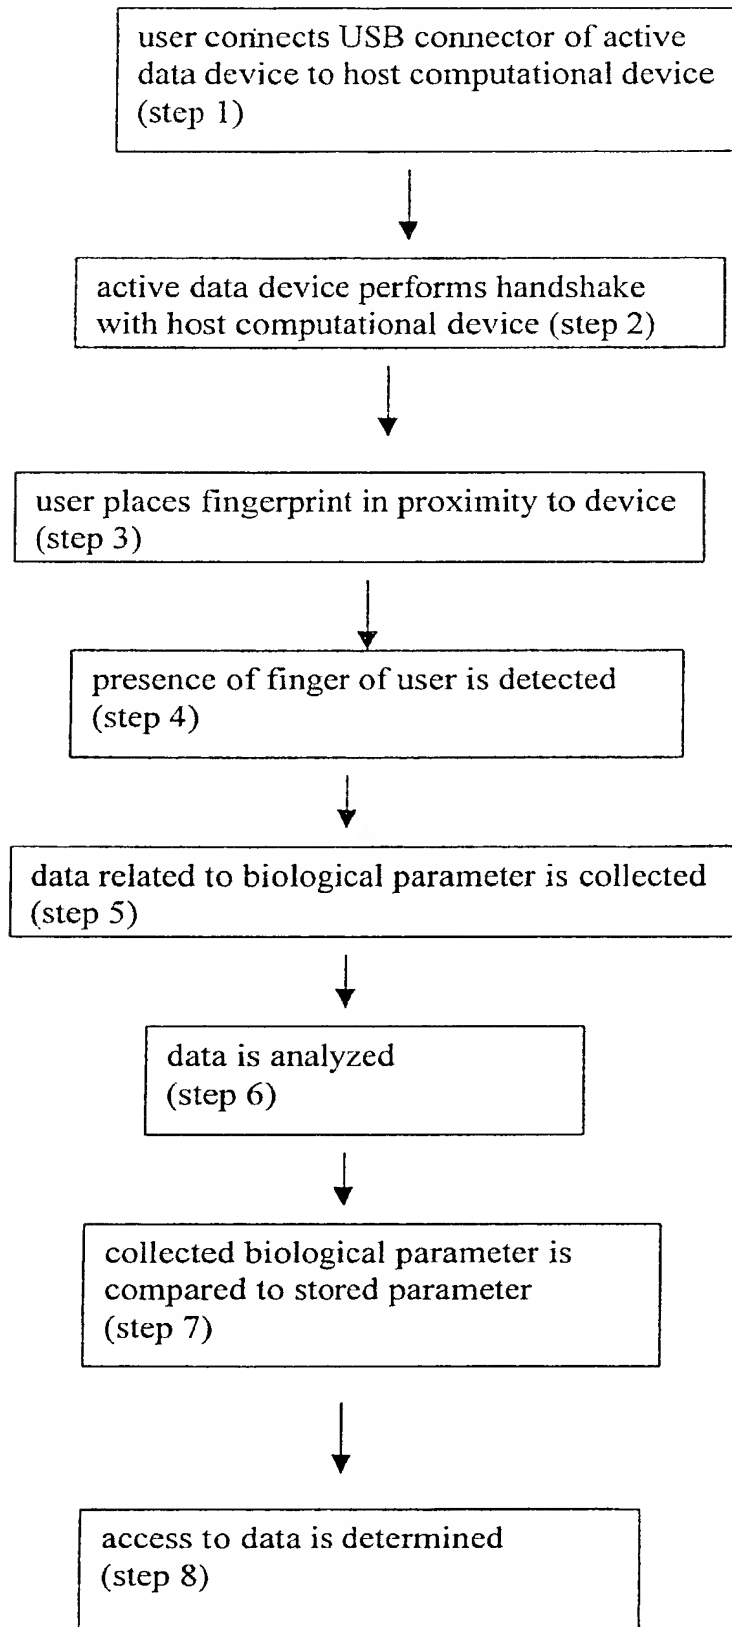 user connects USB connector of active
data device to host computational device
(step 1)
active data device performs handshake
with host computational device (step 2)
user places fingerprint in proximity to device
(step 3)
presence of finger of user is detected
(step 4)
data related to biological parameter is collected
(step 5)
data is analyzed
(step 6)
collected biological parameter is
compared to stored parameter
(step 7)
access to data is determined
(step 8)